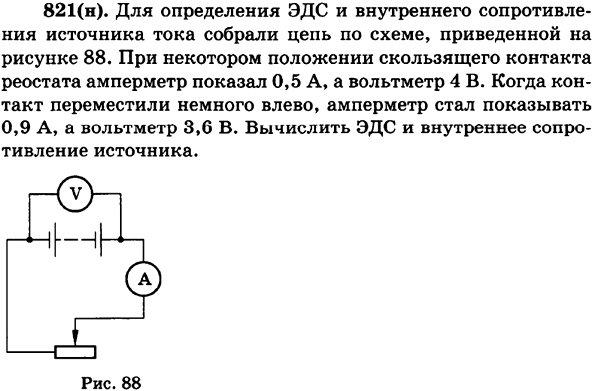 821(н). Для определения ЭДС и внутреннего сопротивле-
ния источника тока собрали цепь по схеме, приведенной на
рисунке 88. При некотором положении скользящего контакта
реостата амперметр показал 0,5 А, а вольтметр 4 В. Когда кон-
такт переместили немного влево, амперметр стал показывать
0,9 А, а вольтметр 3,6 В. Вычислить ЭДС и внутреннее сопро-
тивление источника.
V
A
Рис. 88